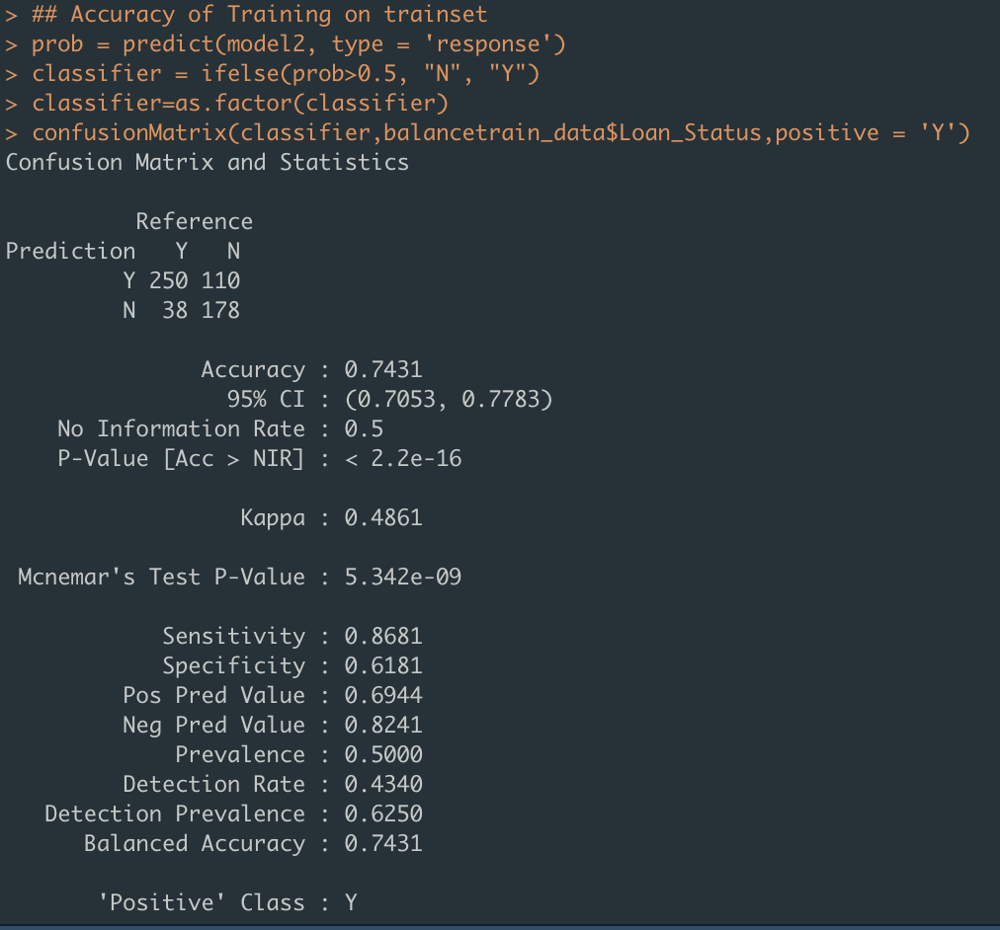 > ## Accuracy of Training on trainset
> prob = predict(model2, type = 'response')
> classifier = ifelse(prob>0.5, "N", "Y")
> classifier=as.factor(classifier)
> confusionMatrix(classifier,balancetrain_data$Loan_Status,positive = 'Y')
Confusion Matrix and Statistics

          Reference
Prediction   Y   N
         Y 250 110
         N  38 178

               Accuracy : 0.7431
                 95% CI : (0.7053, 0.7783)
    No Information Rate : 0.5
    P-Value [Acc > NIR] : < 2.2e-16

                  Kappa : 0.4861

 Mcnemar's Test P-Value : 5.342e-09

            Sensitivity : 0.8681
            Specificity : 0.6181
         Pos Pred Value : 0.6944
         Neg Pred Value : 0.8241
             Prevalence : 0.5000
         Detection Rate : 0.4340
   Detection Prevalence : 0.6250
      Balanced Accuracy : 0.7431

       'Positive' Class : Y